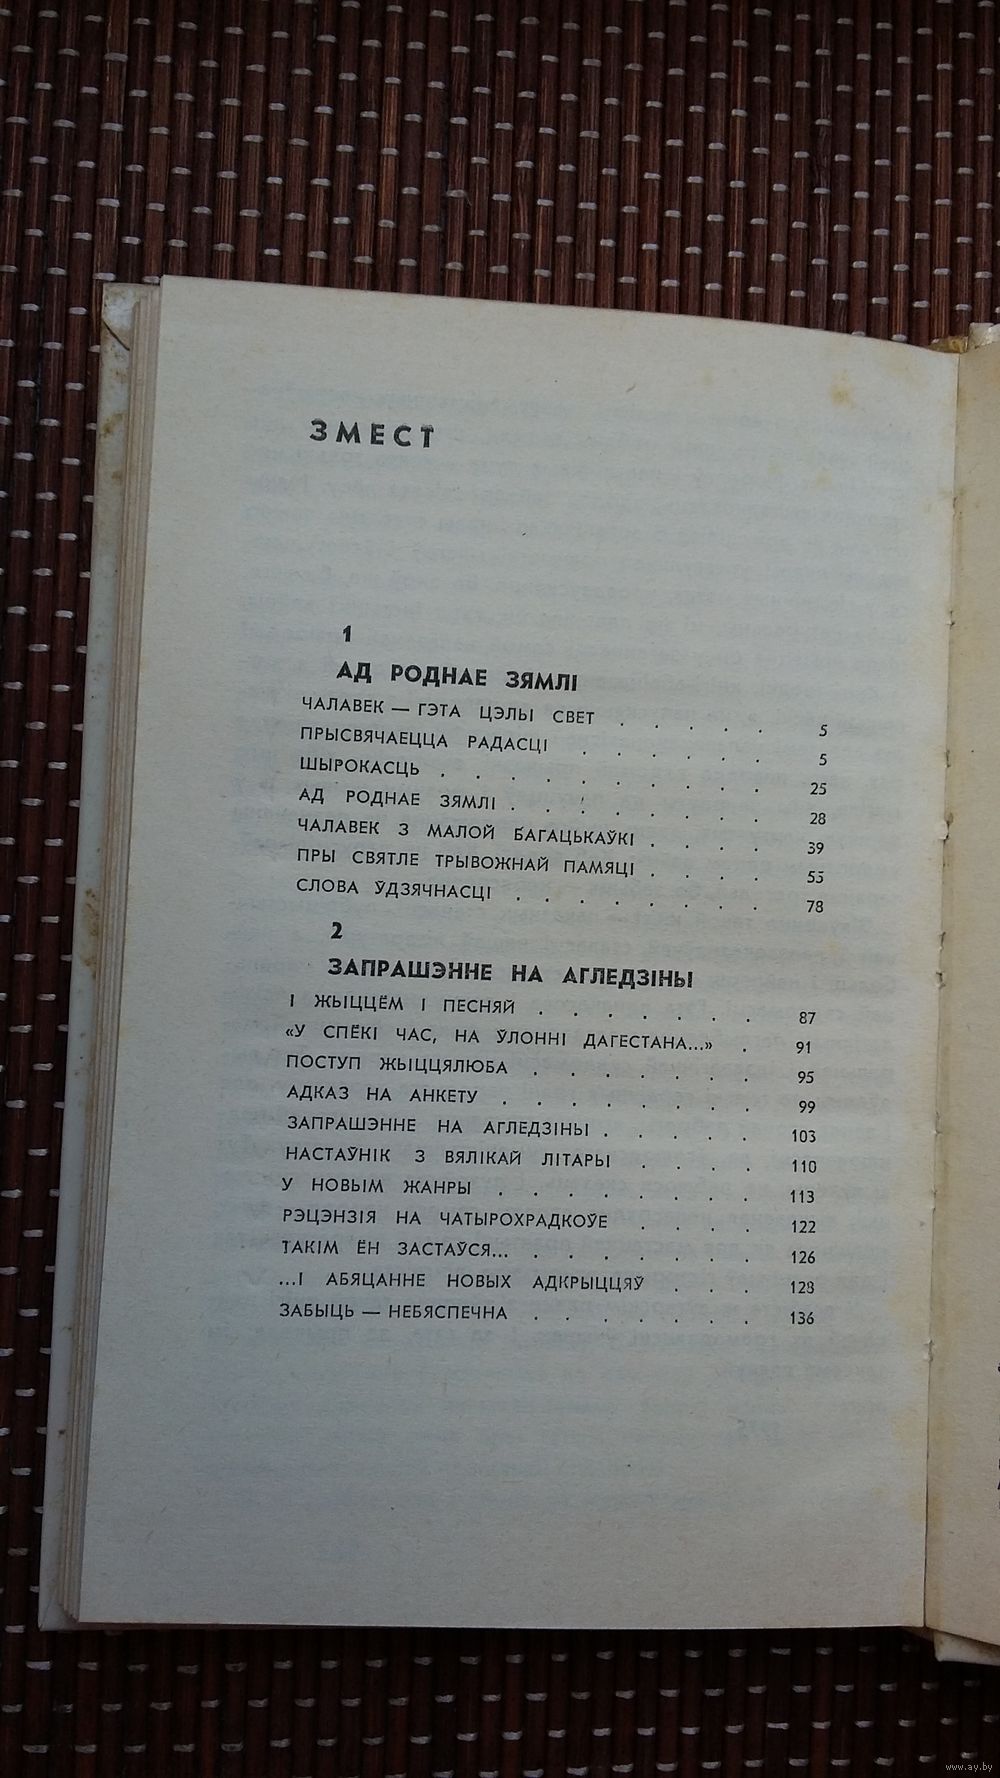 ЗМЕСТ
1
АД РОДНАЕ ЗЯМЛІ
ЧАЛАВЕК — ГЭТА ЦЭЛЫ СВЕТ . . . . . 5
ПРЫСВЯЧАЕЦЦА РАДАСЦІ . . . . . . 5
ШЫРОКАСЦЬ . . . . . . . . . . 25
АД РОДНАЕ ЗЯМЛІ . . . . . . . . 28
ЧАЛАВЕК З МАЛОЙ БАГАЦЬКАЎКІ . . . . 39
ПРЫ СВЯТЛЕ ТРЫВОЖНАЙ ПАМЯЦІ . . . . 55
СЛОВА ЎДЗЯЧНАСЦІ . . . . . . . . 78
2
ЗАПРАШЭННЕ НА АГЛЕДЗІНЫ
І ЖЫЦЦЁМ І ПЕСНЯЙ . . . . . . . 87
«У СПЁКІ ЧАС, НА ЎЛОННІ ДАГЕСТАНА...» . 91
ПОСТУП ЖЫЦЦЯЛЮБА . . . . . . . 95
АДКАЗ НА АНКЕТУ . . . . . . . . 99
ЗАПРАШЭННЕ НА АГЛЕДЗІНЫ . . . . . 103
НАСТАЎНІК З ВЯЛІКАЙ ЛІТАРЫ . . . . 110
У НОВЫМ ЖАНРЫ . . . . . . . . 113
РЭЦЭНЗІЯ НА ЧАТЫРОХРАДКОЎЕ . . . . 122
ТАКІМ ЁН ЗАСТАЎСЯ... . . . . . . . 126
...І АБЯЦАННЕ НОВЫХ АДКРЫЦЦЯЎ . . . 128
ЗАБЫЦЬ — НЕБЯСПЕЧНА . . . . . . . 136
www.ay.by